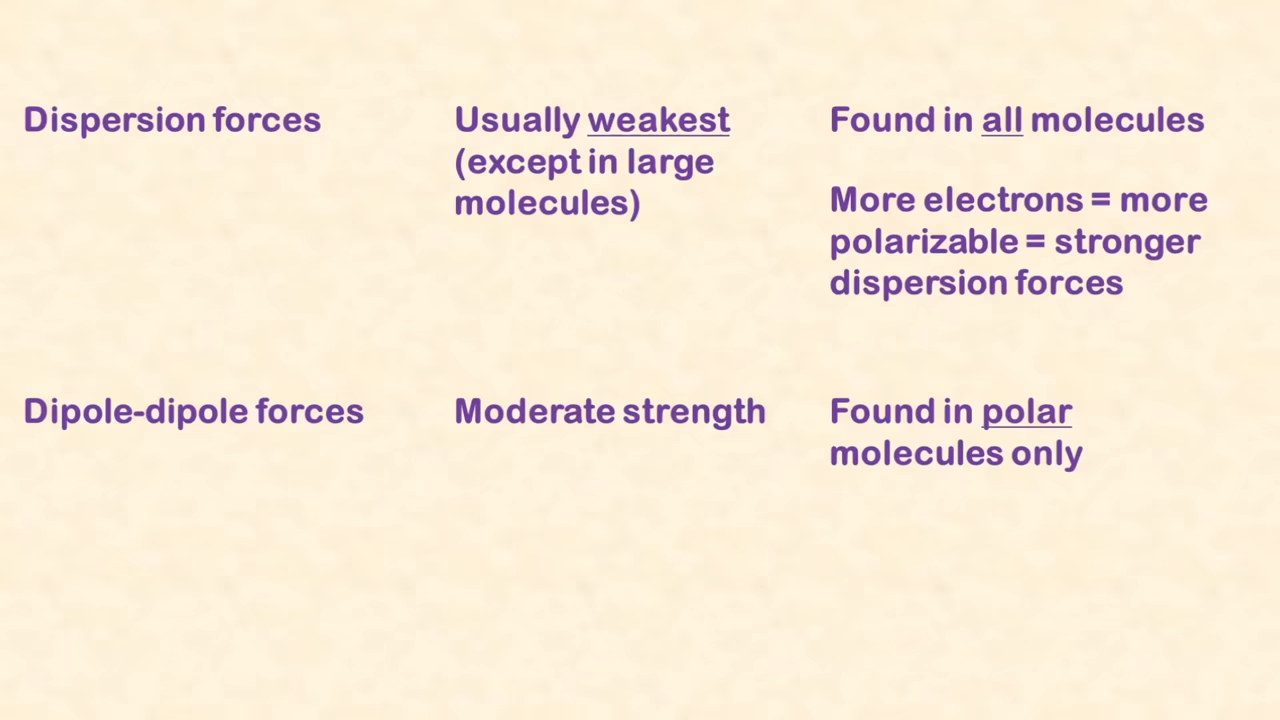 Dispersion forces
Usually weakest
(except in large
molecules)
Found in all molecules
More electrons = more
polarizable = stronger
dispersion forces
Dipole-dipole forces
Moderate strength
Found in polar
molecules only